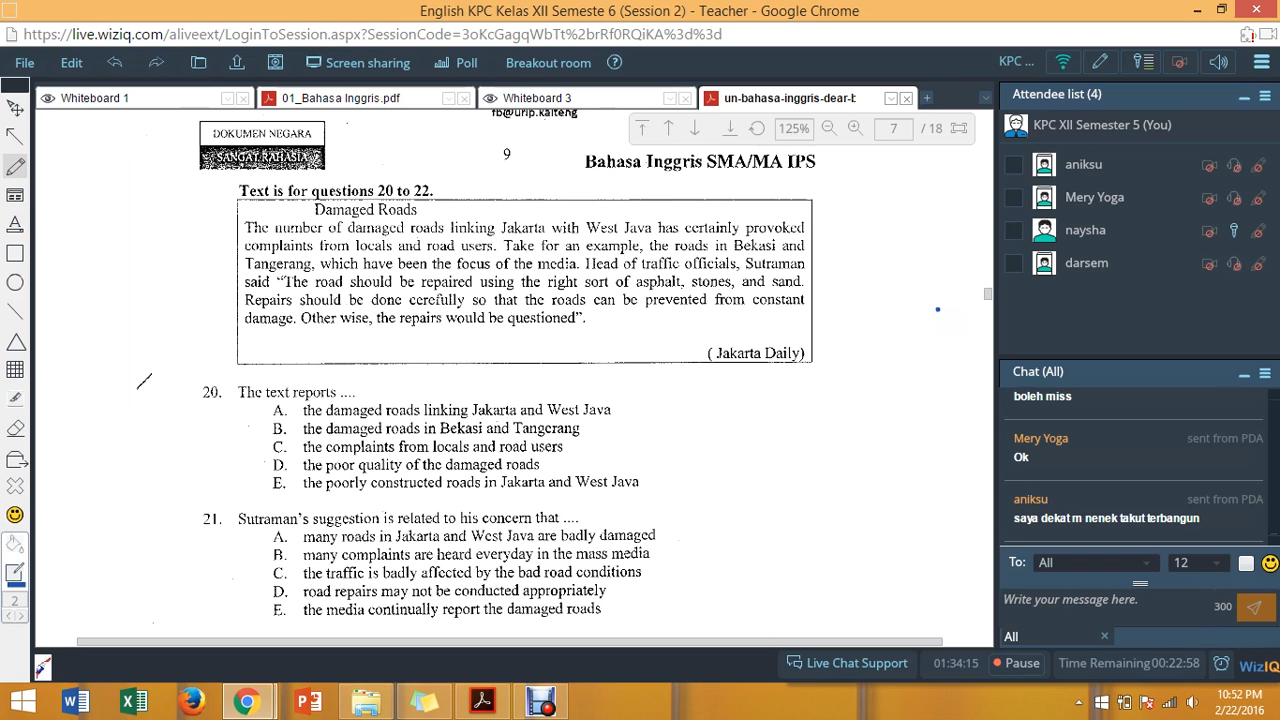 English KPC Kelas XII Semeste 6 (Session 2) - Teacher - Google Chrome
https://live.wiziq.com/aliveext/LoginToSession.aspx?SessionCode=3oKcGagqWbTt%2brRf0RQiKA%3d%3d
File Edit Screen sharing Poll Breakout room KPC ...
Whiteboard 1 01_Bahasa Inggris.pdf Whiteboard 3 un-bahasa-inggris-dear-b
fb@urip.kalteng
125% 7 / 18
DOKUMEN NEGARA
SANGAT RAHASIA
9
Bahasa Inggris SMA/MA IPS
Text is for questions 20 to 22.
Damaged Roads
The number of damaged roads linking Jakarta with West Java has certainly provoked
complaints from locals and road users. Take for an example, the roads in Bekasi and
Tangerang, which have been the focus of the media. Head of traffic officials, Sutraman
said “The road should be repaired using the right sort of asphalt, stones, and sand.
Repairs should be done cerefully so that the roads can be prevented from constant
damage. Other wise, the repairs would be questioned”.
( Jakarta Daily)
20. The text reports ....
A. the damaged roads linking Jakarta and West Java
B. the damaged roads in Bekasi and Tangerang
C. the complaints from locals and road users
D. the poor quality of the damaged roads
E. the poorly constructed roads in Jakarta and West Java
21. Sutraman's suggestion is related to his concern that ....
A. many roads in Jakarta and West Java are badly damaged
B. many complaints are heard everyday in the mass media
C. the traffic is badly affected by the bad road conditions
D. road repairs may not be conducted appropriately
E. the media continually report the damaged roads
2
Attendee list (4)
KPC XII Semester 5 (You)
aniksu
Mery Yoga
naysha
darsem
Chat (All)
boleh miss
Mery Yoga sent from PDA
Ok
aniksu sent from PDA
saya dekat m nenek takut terbangun
To: All 12
Write your message here. 300
All
Live Chat Support 01:34:15 Pause Time Remaining 00:22:58 WizIQ
10:52 PM
2/22/2016